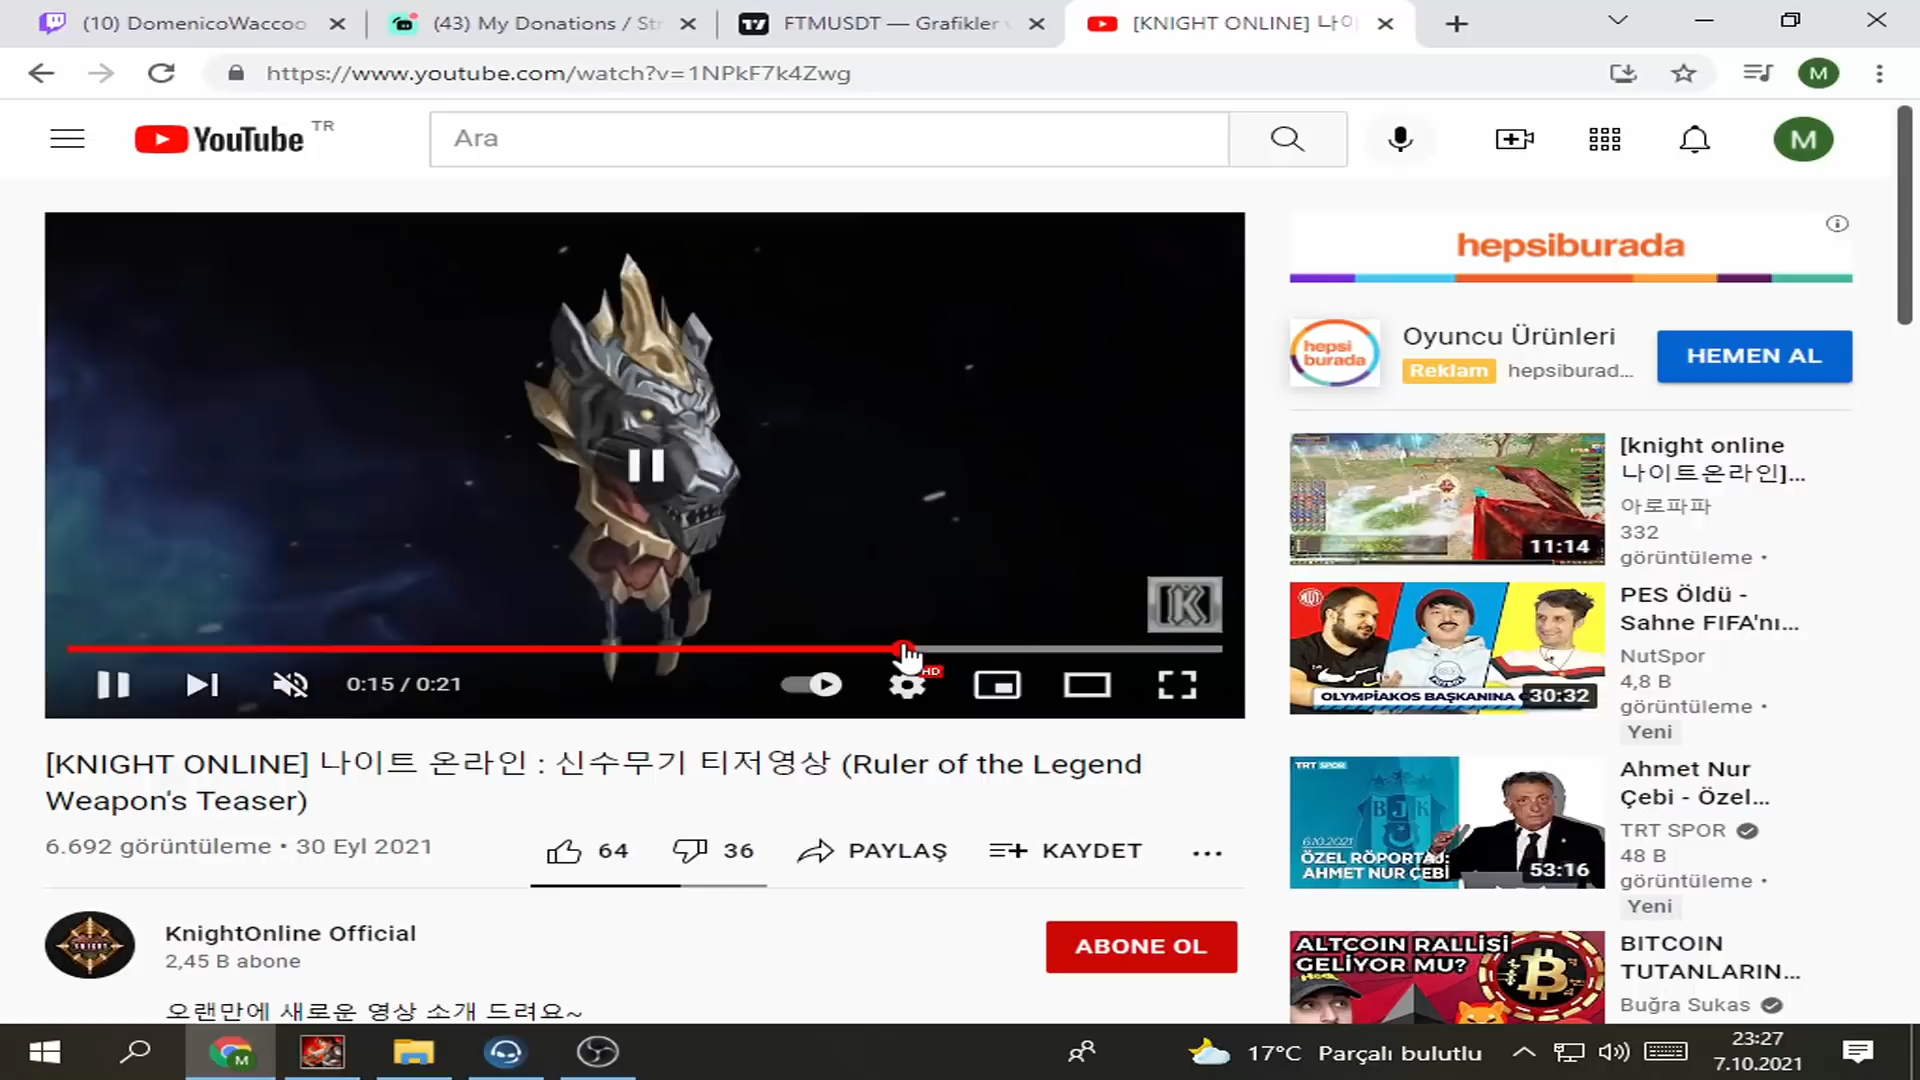 (10) DomenicoWaccoo
(43) My Donations / Str
FTMUSDT — Grafikler v
[KNIGHT ONLINE] 나이
https://www.youtube.com/watch?v=1NPkF7k4Zwg
M
YouTube TR
Ara
M
0:15 / 0:21
HD
[KNIGHT ONLINE] 나이트 온라인 : 신수무기 티저영상 (Ruler of the Legend
Weapon's Teaser)
6.692 görüntüleme • 30 Eyl 2021
64
36
PAYLAŞ
KAYDET
KnightOnline Official
2,45 B abone
ABONE OL
오랜만에 새로운 영상 소개 드려요~
hepsiburada
hepsi
burada
Oyuncu Ürünleri
Reklam hepsiburad...
HEMEN AL
11:14
[knight online
나이트온라인]...
아로파파
332
görüntüleme •
OLYMPİAKOS BAŞKANINA
30:32
PES Öldü -
Sahne FIFA'nı...
NutSpor
4,8 B
görüntüleme •
Yeni
TRT SPOR
BJK
6.10.2021
ÖZEL RÖPORTAJ:
AHMET NUR ÇEBİ
53:16
Ahmet Nur
Çebi - Özel...
TRT SPOR
48 B
görüntüleme •
Yeni
ALTCOIN RALLİSİ
GELİYOR MU?
BITCOIN
TUTANLARIN...
Buğra Sukas
M
17°C Parçalı bulutlu
23:27
7.10.2021